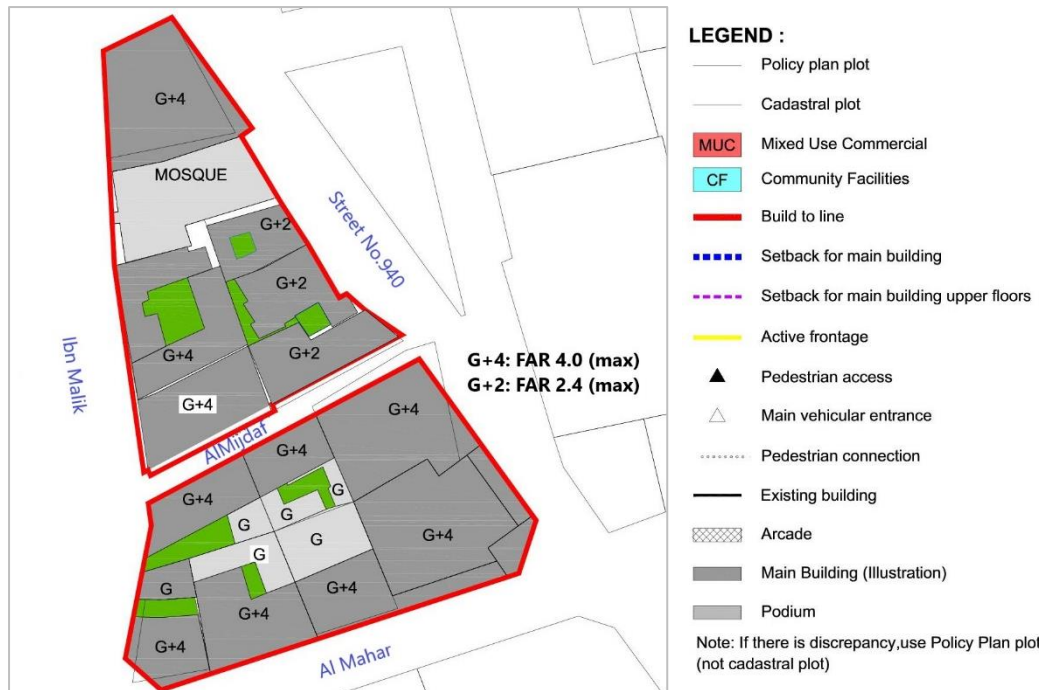 G+4
MOSQUE
G+2
G+2
G+4
G+2
G+4
Street No.940
Ibn Malik
G+4: FAR 4.0 (max)
G+2: FAR 2.4 (max)
AlMijdaf
G+4
G+4
G+4
G
G
G
G
G
G+4
G
G+4
G+4
G+4
Al Mahar
LEGEND :
Policy plan plot
Cadastral plot
MUC Mixed Use Commercial
CF Community Facilities
Build to line
Setback for main building
Setback for main building upper floors
Active frontage
Pedestrian access
Main vehicular entrance
Pedestrian connection
Existing building
Arcade
Main Building (Illustration)
Podium
Note: If there is discrepancy,use Policy Plan plot
(not cadastral plot)